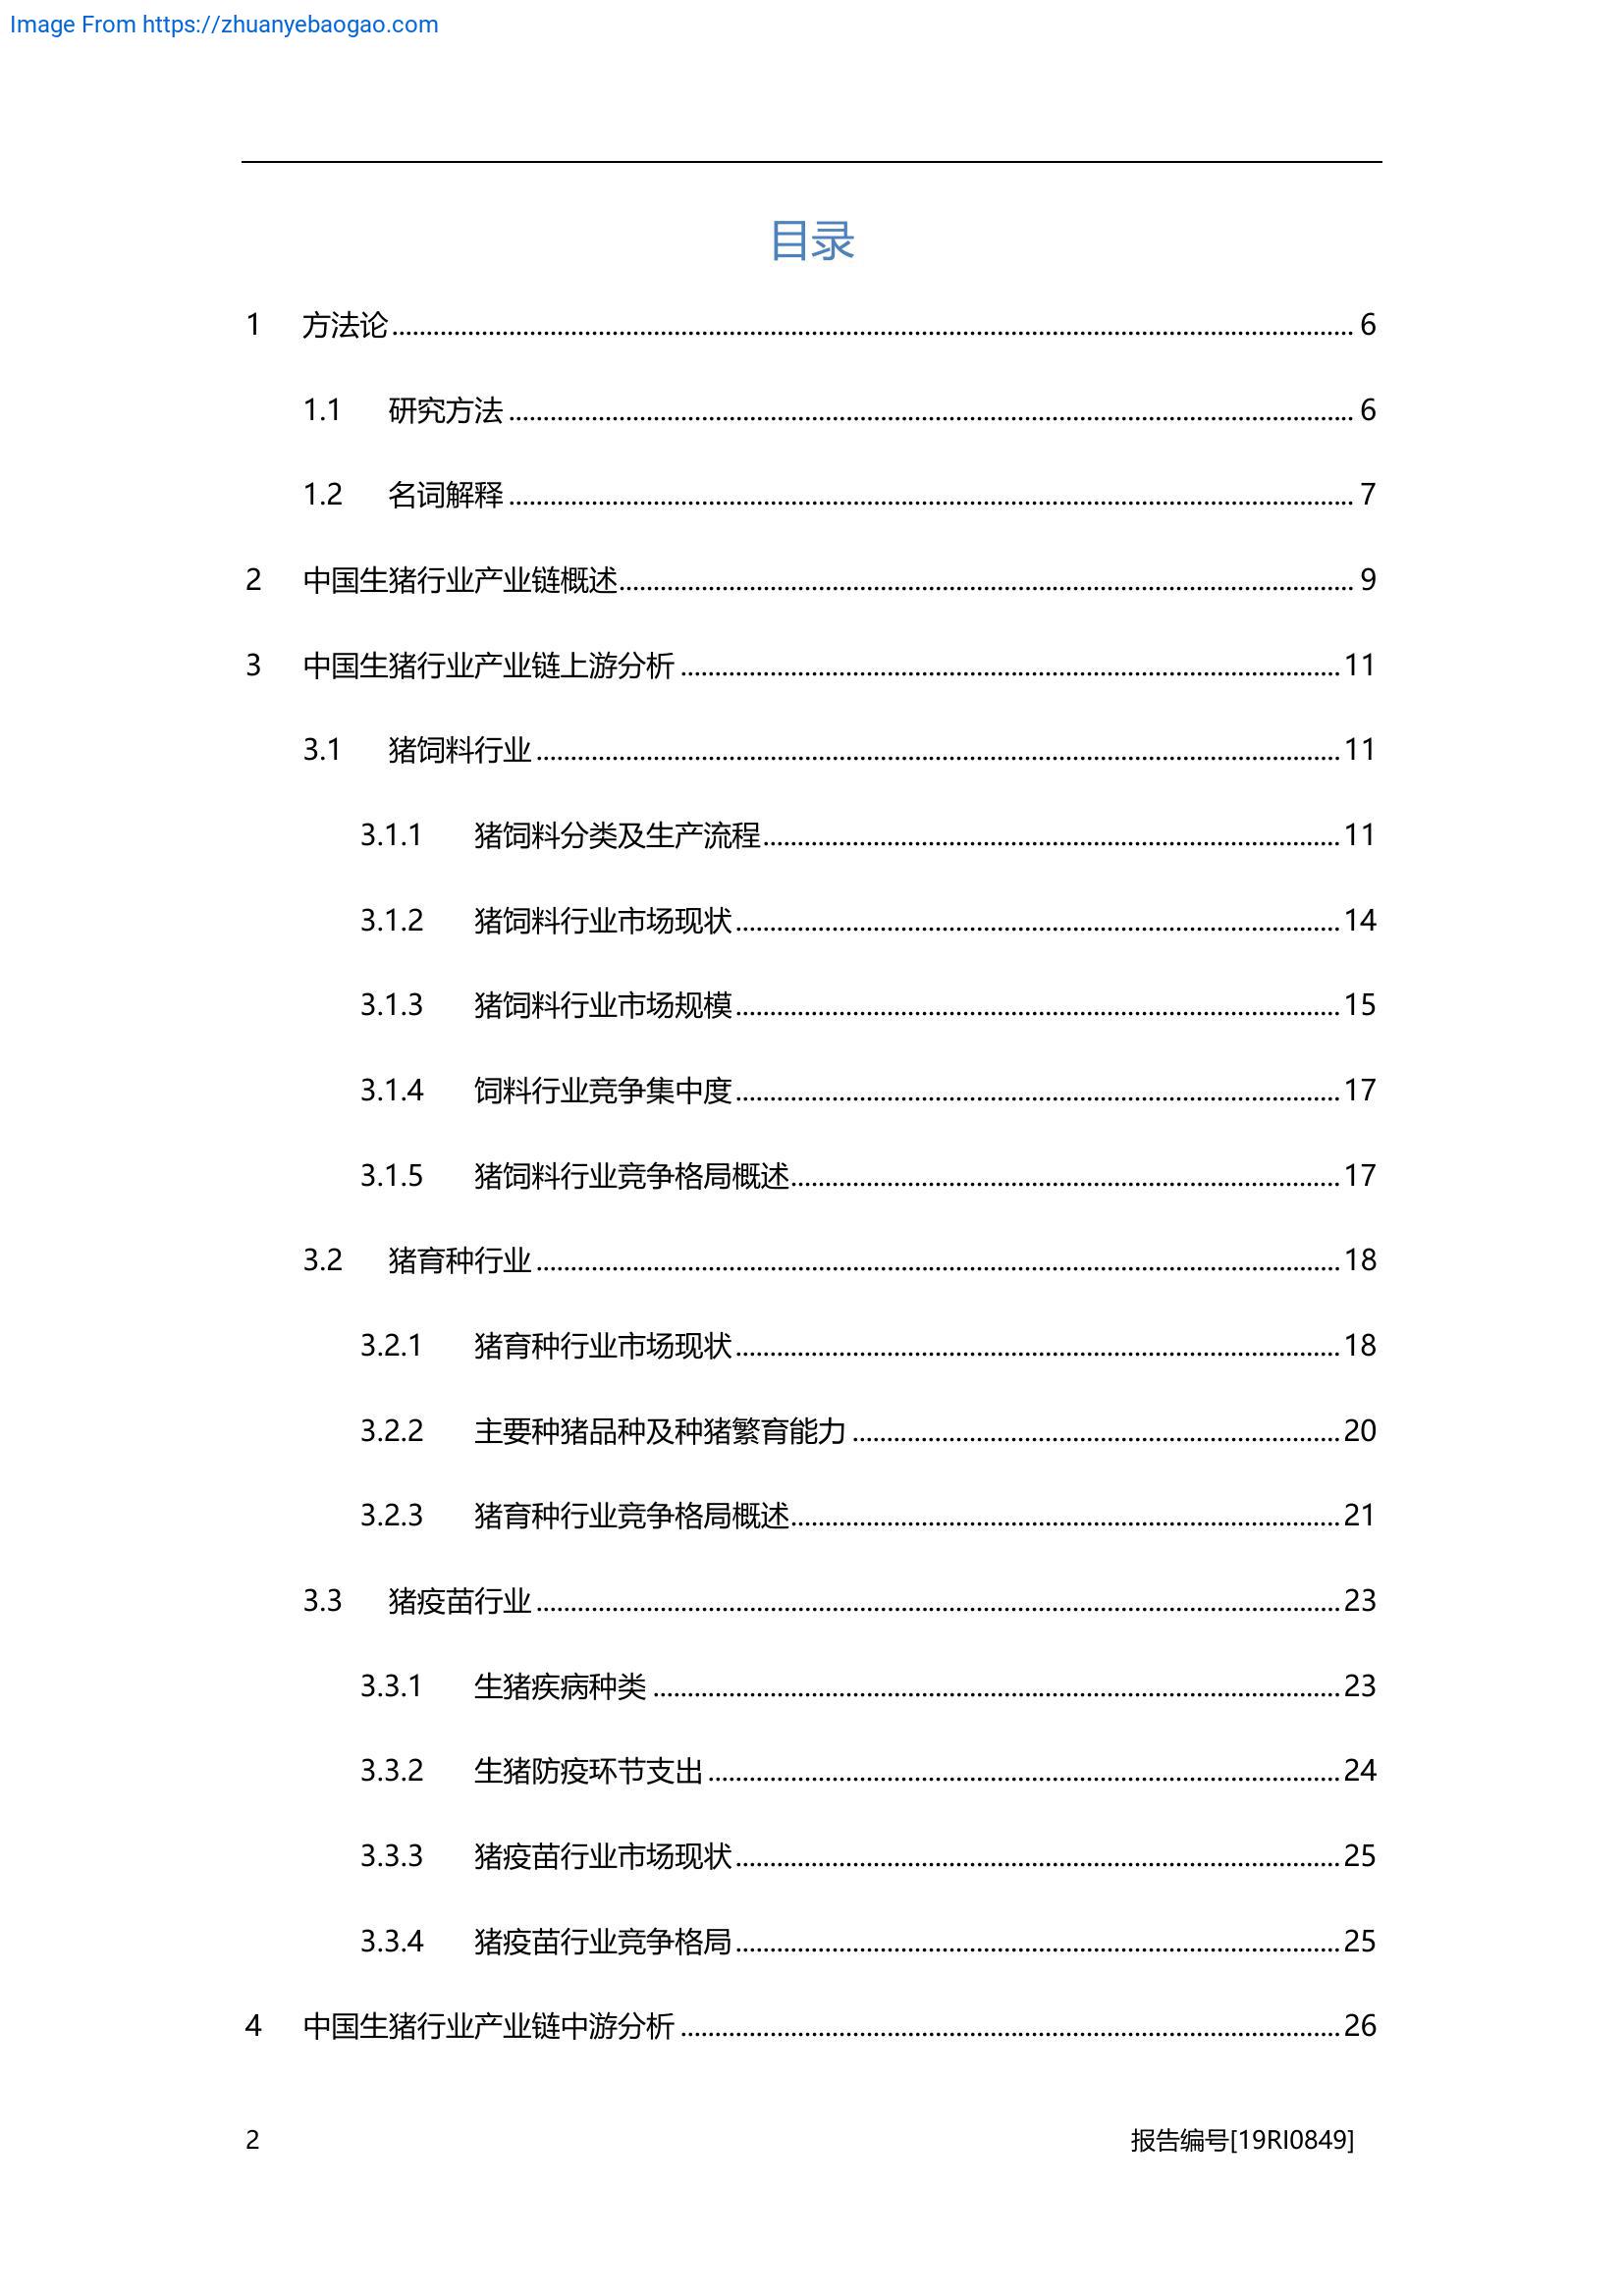 Image From https://zhuanyebaogao.com
目录
1 方法论 ........ 6
1.1 研究方法 ........ 6
1.2 名词解释 ........ 7
2 中国生猪行业产业链概述 ........ 9
3 中国生猪行业产业链上游分析 ........ 11
3.1 猪饲料行业 ........ 11
3.1.1 猪饲料分类及生产流程 ........ 11
3.1.2 猪饲料行业市场现状 ........ 14
3.1.3 猪饲料行业市场规模 ........ 15
3.1.4 饲料行业竞争集中度 ........ 17
3.1.5 猪饲料行业竞争格局概述 ........ 17
3.2 猪育种行业 ........ 18
3.2.1 猪育种行业市场现状 ........ 18
3.2.2 主要种猪品种及种猪繁育能力 ........ 20
3.2.3 猪育种行业竞争格局概述 ........ 21
3.3 猪疫苗行业 ........ 23
3.3.1 生猪疾病种类 ........ 23
3.3.2 生猪防疫环节支出 ........ 24
3.3.3 猪疫苗行业市场现状 ........ 25
3.3.4 猪疫苗行业竞争格局 ........ 25
4 中国生猪行业产业链中游分析 ........ 26
2 报告编号[19RI0849]